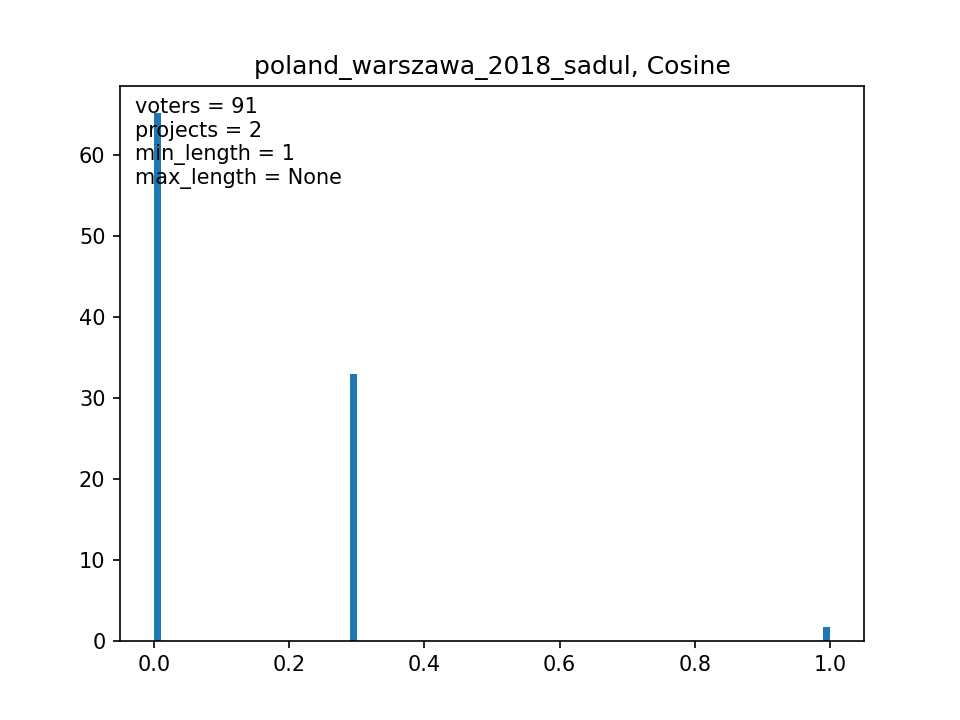 poland_warszawa_2018_sadul, Cosine
voters = 91
projects = 2
min_length = 1
max_length = None
60
50
40
30
20
10
0
0.0 0.2 0.4 0.6 0.8 1.0